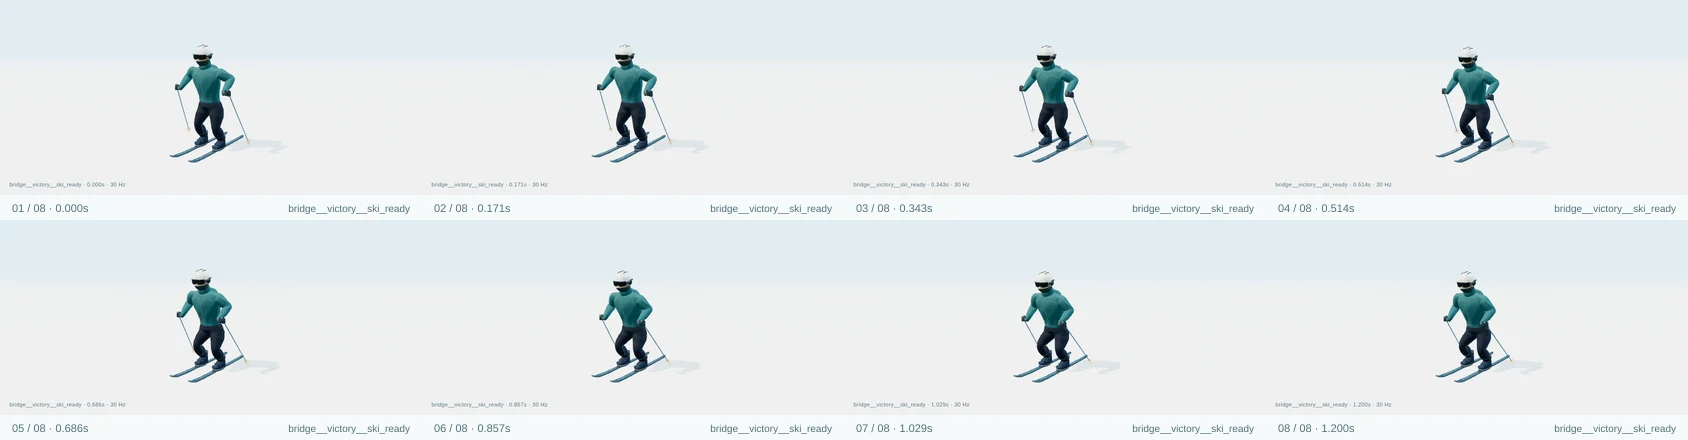 bridge__victory__ski_ready · 0.000s · 30 Hz
bridge__victory__ski_ready · 0.171s · 30 Hz
bridge__victory__ski_ready · 0.343s · 30 Hz
bridge__victory__ski_ready · 0.514s · 30 Hz
01 / 08 · 0.000s
bridge__victory__ski_ready
02 / 08 · 0.171s
bridge__victory__ski_ready
03 / 08 · 0.343s
bridge__victory__ski_ready
04 / 08 · 0.514s
bridge__victory__ski_ready
bridge__victory__ski_ready · 0.686s · 30 Hz
bridge__victory__ski_ready · 0.857s · 30 Hz
bridge__victory__ski_ready · 1.029s · 30 Hz
bridge__victory__ski_ready · 1.200s · 30 Hz
05 / 08 · 0.686s
bridge__victory__ski_ready
06 / 08 · 0.857s
bridge__victory__ski_ready
07 / 08 · 1.029s
bridge__victory__ski_ready
08 / 08 · 1.200s
bridge__victory__ski_ready